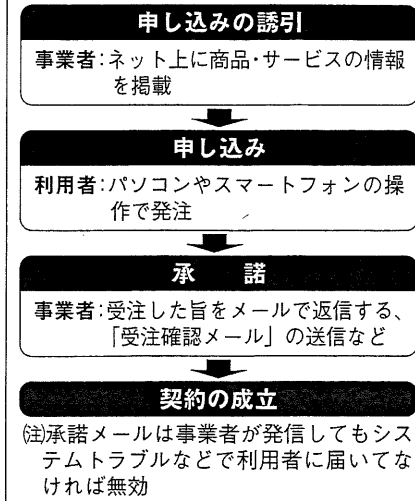 申し込みの誘引
事業者:ネット上に商品・サービスの情報
を掲載
申し込み
利用者:パソコンやスマートフォンの操
作で発注
承 諾
事業者:受注した旨をメールで返信する、
「受注確認メール」の送信など
契約の成立
(注)承諾メールは事業者が発信してもシス
テムトラブルなどで利用者に届いてな
ければ無効